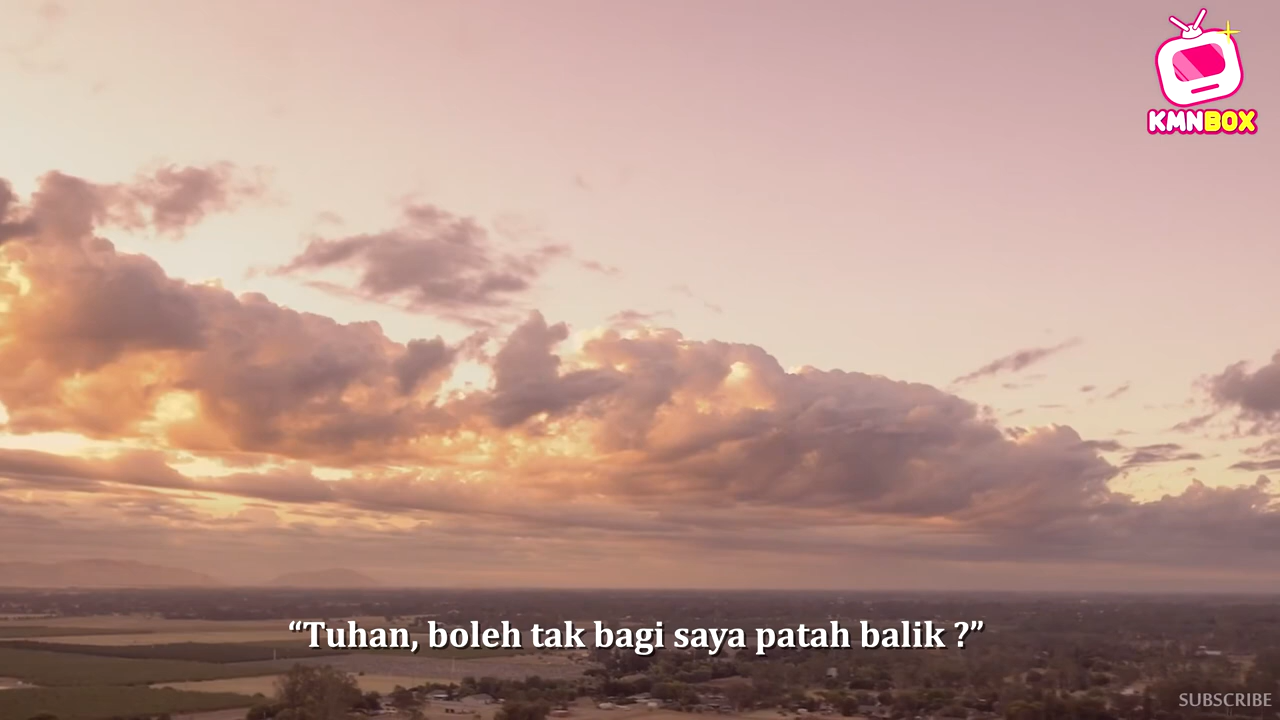 KMNBOX
“Tuhan, boleh tak bagi saya patah balik ?”
SUBSCRIBE